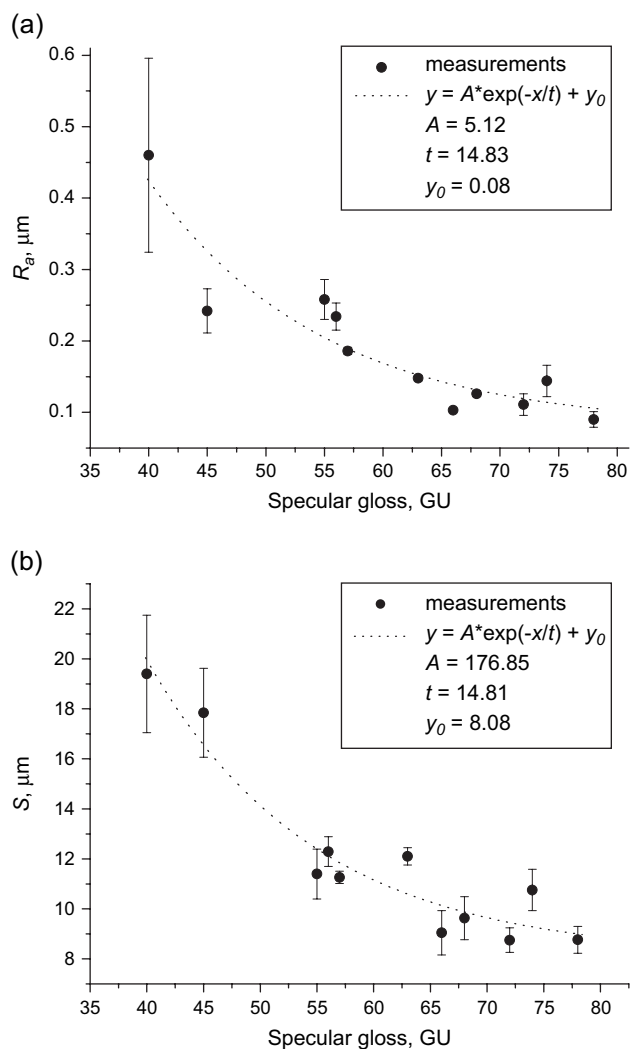 (a)
0.6
0.5
0.4
0.3
0.2
0.1
Ra, μm
measurements
y = A*exp(-x/t) + y0
A = 5.12
t = 14.83
y0 = 0.08
35 40 45 50 55 60 65 70 75 80
Specular gloss, GU
(b)
22
20
18
16
14
12
10
8
S, μm
measurements
y = A*exp(-x/t) + y0
A = 176.85
t = 14.81
y0 = 8.08
35 40 45 50 55 60 65 70 75 80
Specular gloss, GU